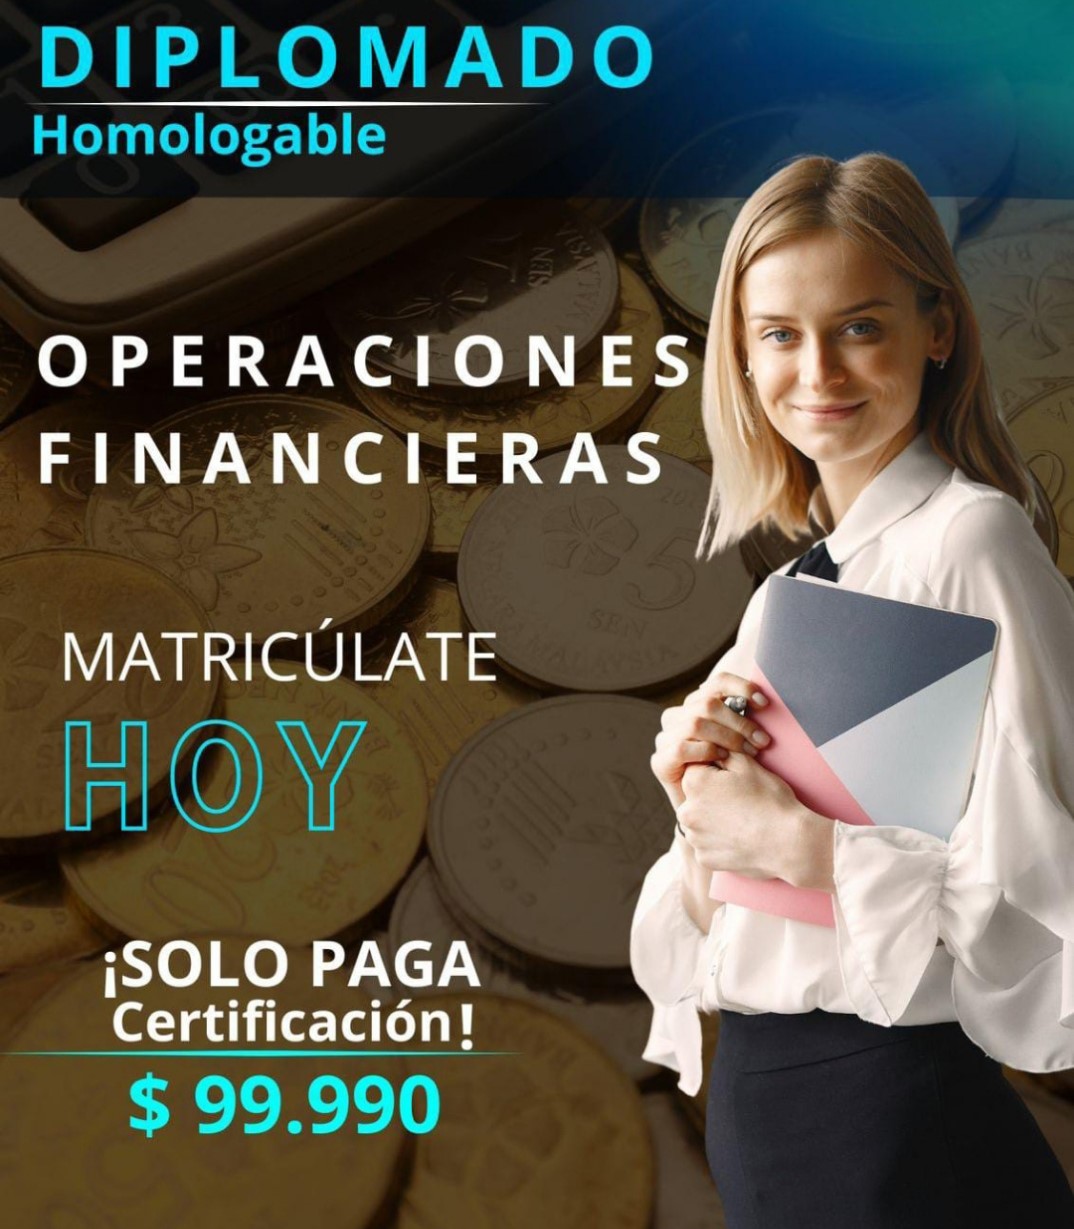 DIPLOMADO
Homologable
OPERACIONES
FINANCIERAS
MATRICÚLATE
HOY
¡SOLO PAGA
Certificación!
$ 99.990